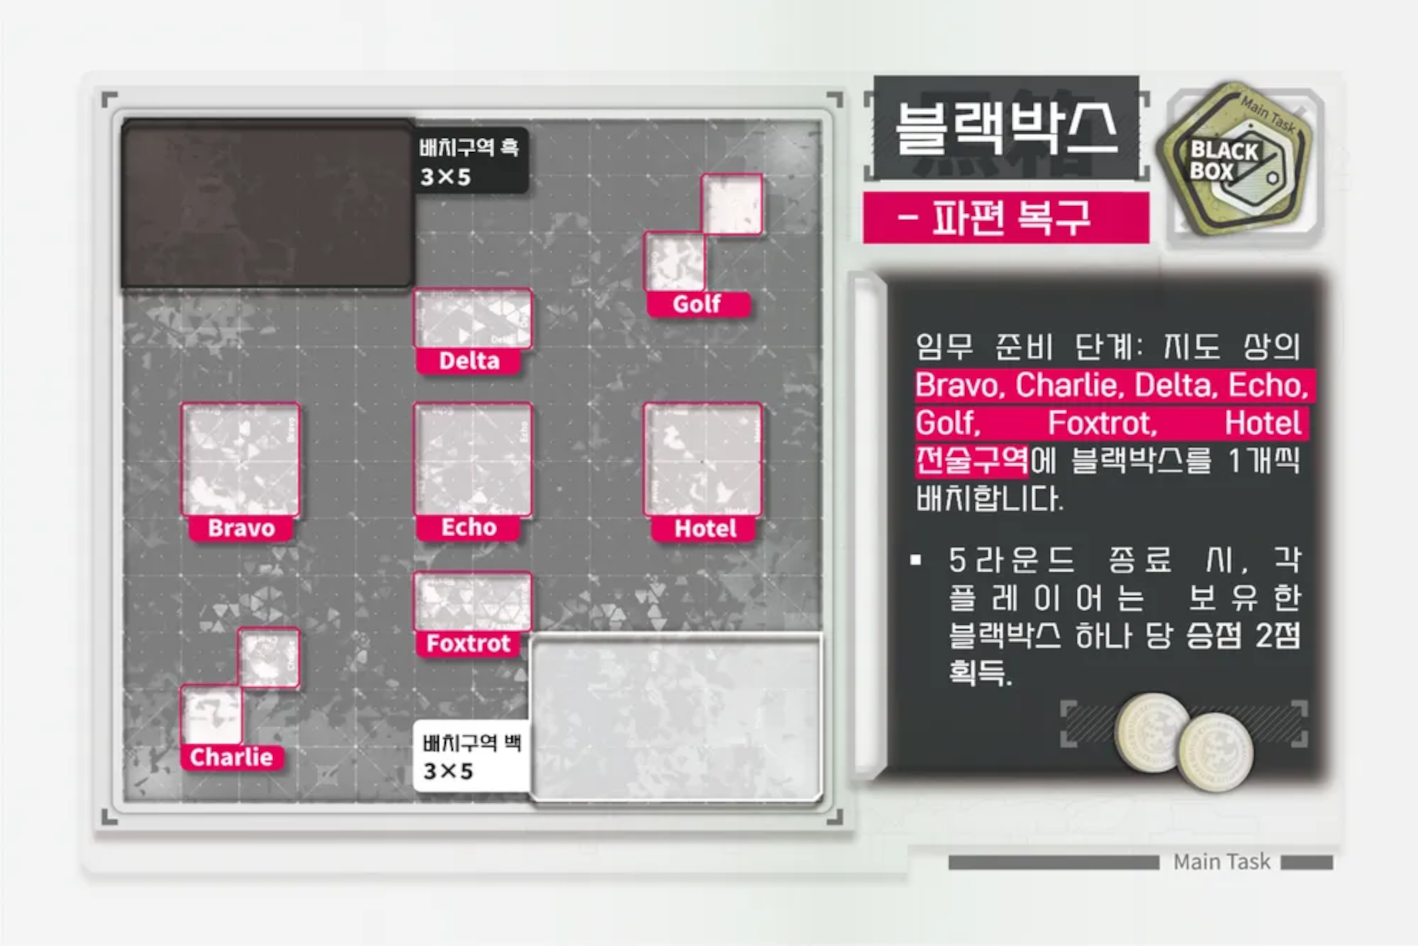 배치구역 흑
3×5
Golf
Delta
Bravo
Echo
Hotel
Foxtrot
Charlie
배치구역 백
3×5
블랙박스
- 파편 복구
Main Task
BLACK
BOX
임무 준비 단계: 지도 상의
Bravo, Charlie, Delta, Echo,
Golf, Foxtrot, Hotel
전술구역에 블랙박스를 1개씩
배치합니다.
▪ 5라운드 종료 시, 각
플레이어는 보유한
블랙박스 하나 당 승점 2점
획득.
Main Task